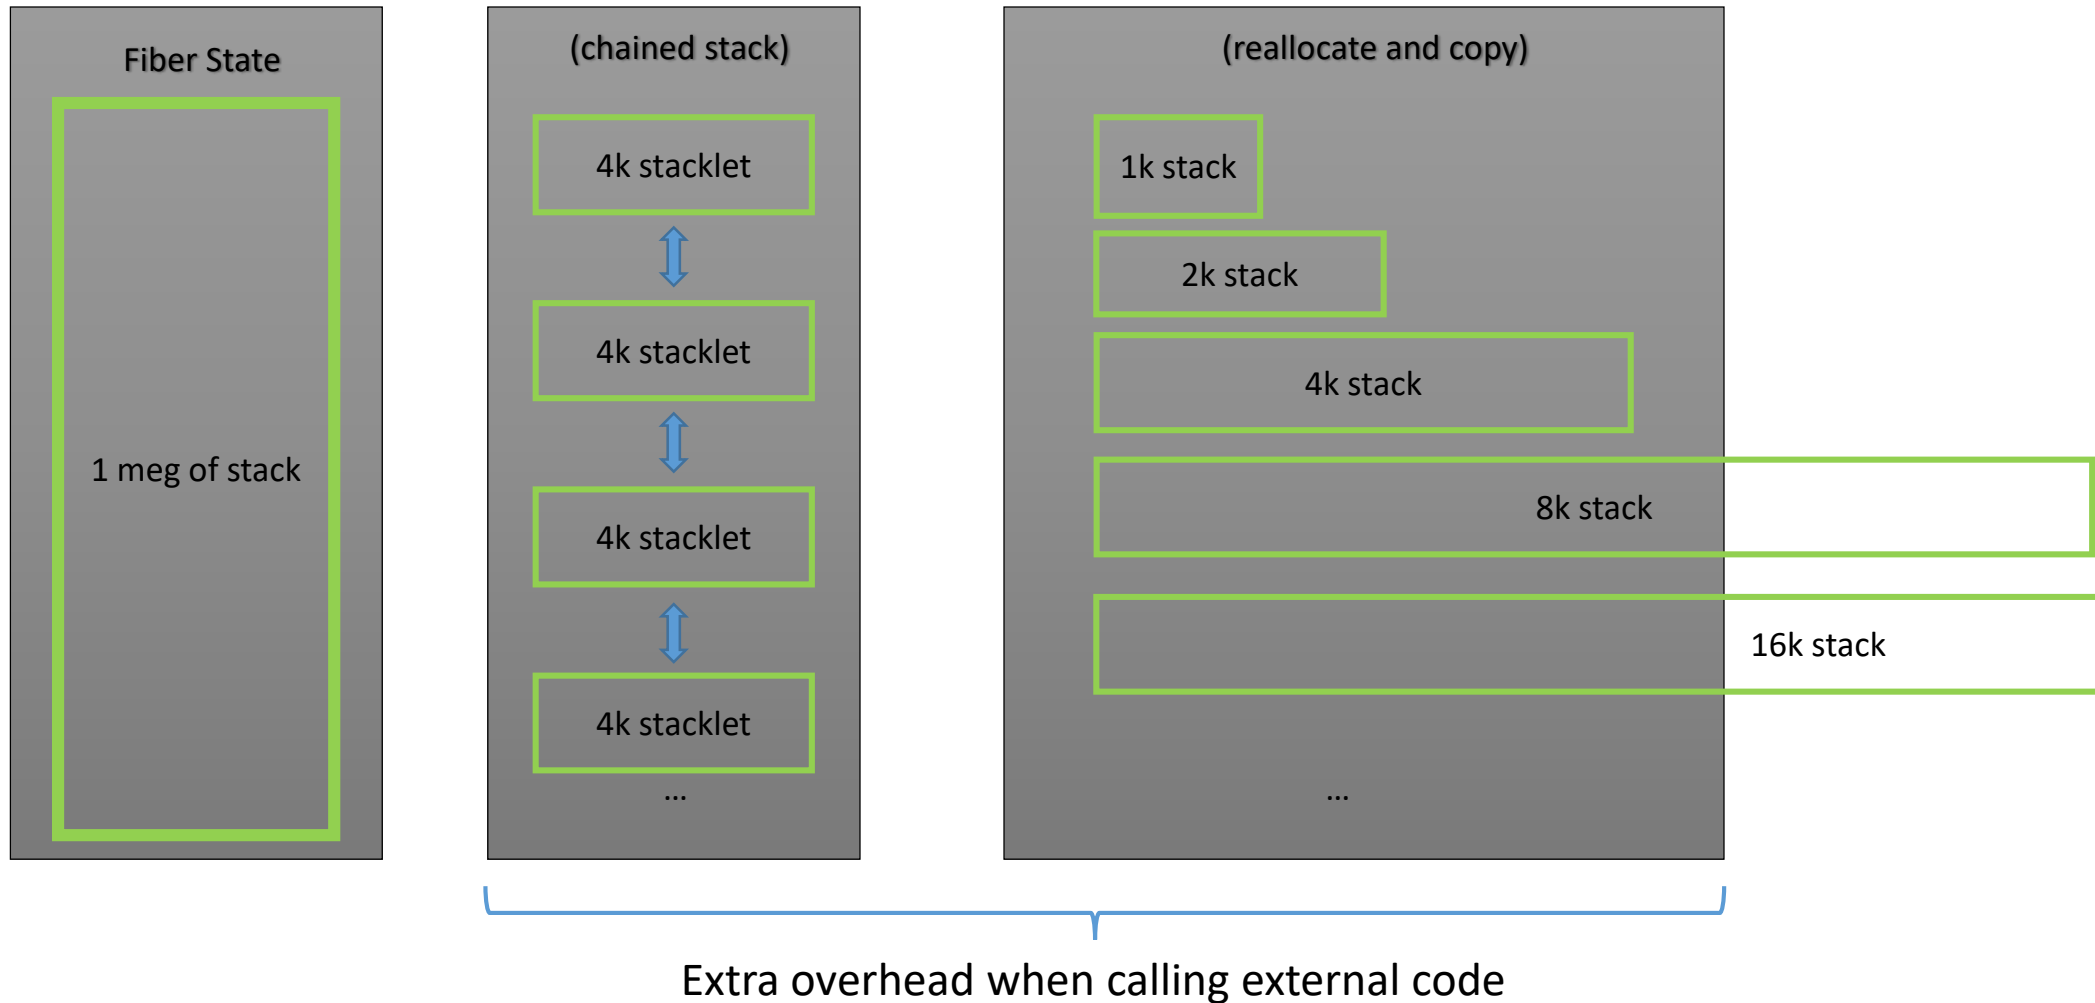 Fiber State
1 meg of stack
(chained stack)
4k stacklet
4k stacklet
4k stacklet
4k stacklet
...
(reallocate and copy)
1k stack
2k stack
4k stack
8k stack
16k stack
...
Extra overhead when calling external code